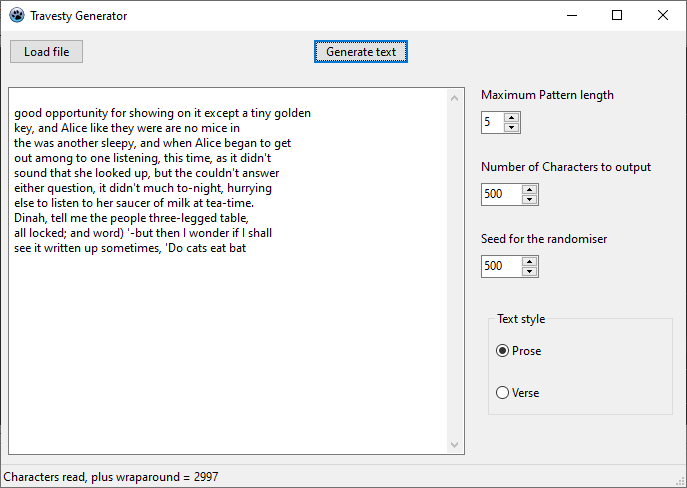 Travesty Generator
Load file
Generate text
good opportunity for showing on it except a tiny golden
key, and Alice like they were are no mice in
the was another sleepy, and when Alice began to get
out among to one listening, this time, as it didn't
sound that she looked up, but the couldn't answer
either question, it didn't much to-night, hurrying
else to listen to her saucer of milk at tea-time.
Dinah, tell me the people three-legged table,
all locked; and word) '-but then I wonder if I shall
see it written up sometimes, 'Do cats eat bat
Maximum Pattern length
5
Number of Characters to output
500
Seed for the randomiser
500
Text style
Prose
Verse
Characters read, plus wraparound = 2997